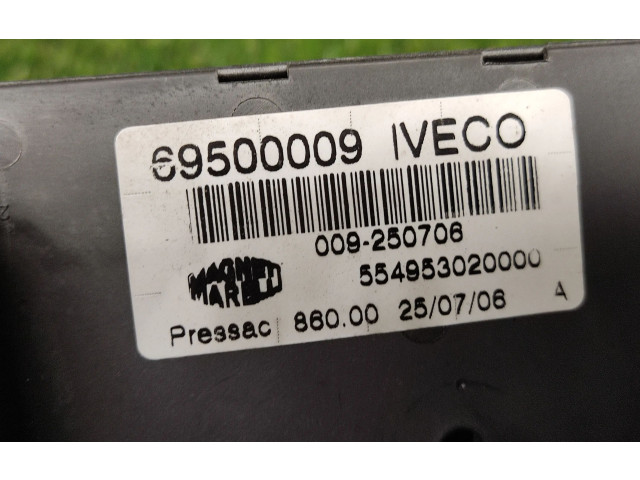 69500009 IVECO
009-250706
554953020000
MAGNETI
MARELLI
Pressac 860.00 25/07/06 A